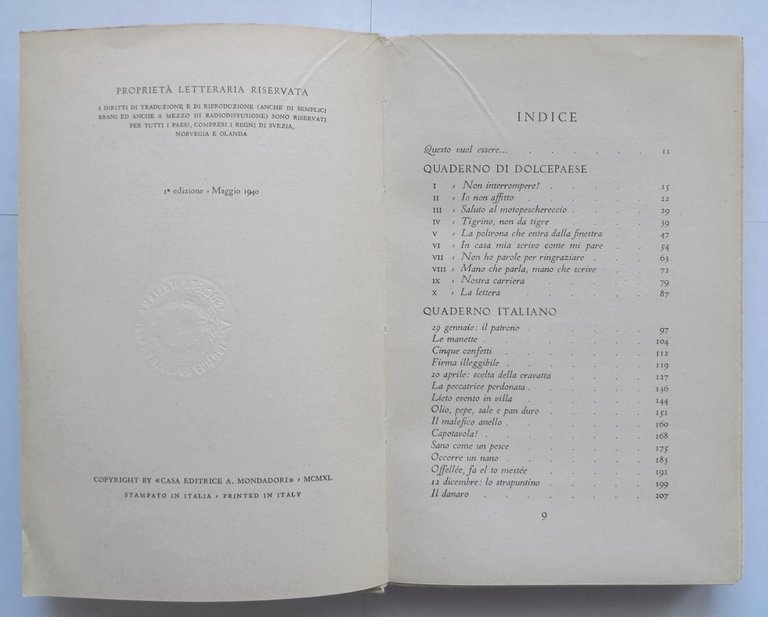 PROPRIETÀ LETTERARIA RISERVATA
I DIRITTI DI TRADUZIONE E DI RIPRODUZIONE (ANCHE DI SEMPLICI
BRANI ED ANCHE A MEZZO DI RADIODIFFUSIONE) SONO RISERVATI
PER TUTTI I PAESI, COMPRESI I REGNI DI SVEZIA,
NORVEGIA E OLANDA
1ª edizione - Maggio 1940
COPYRIGHT BY «CASA EDITRICE A. MONDADORI» - MCMXL
STAMPATO IN ITALIA - PRINTED IN ITALY
INDICE
Questo vuol essere... 11
QUADERNO DI DOLCEPAESE
I - Non interrompere! 15
II - Io non affitto 22
III - Saluto al motopeschereccio 29
IV - Tigrino, non da tigre 39
V - La poltrona che entra dalla finestra 47
VI - In casa mia scrivo come mi pare 54
VII - Non ho parole per ringraziare 63
VIII - Mano che parla, mano che scrive 72
IX - Nostra carriera 79
X - La lettera 87
QUADERNO ITALIANO
29 gennaio: il patrono 97
Le manette 104
Cinque confetti 112
Firma illeggibile 119
20 aprile: scelta della cravatta 127
La peccatrice perdonata 136
Lieto evento in villa 144
Olio, pepe, sale e pan duro 151
Il malefico anello 160
Capotavola! 168
Sano come un pesce 175
Occorre un nano 183
Offellée, fa el to mestée 191
12 dicembre: lo strapuntino 199
Il danaro 207
9